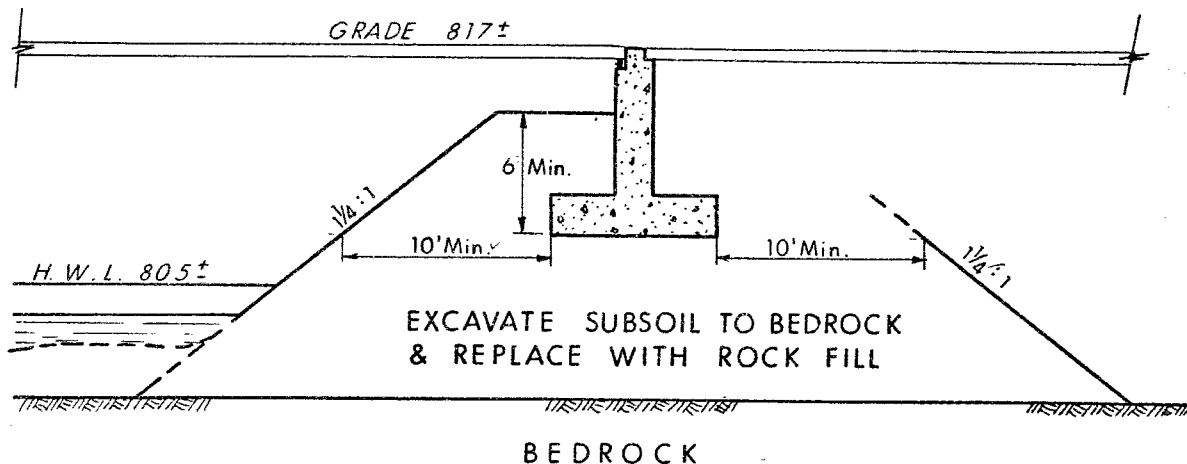 GRADE 817±
6' Min.
1¼ : 1
10' Min.
10' Min.
1¼ : 1
H. W. L. 805±
EXCAVATE SUBSOIL TO BEDROCK
& REPLACE WITH ROCK FILL
BEDROCK